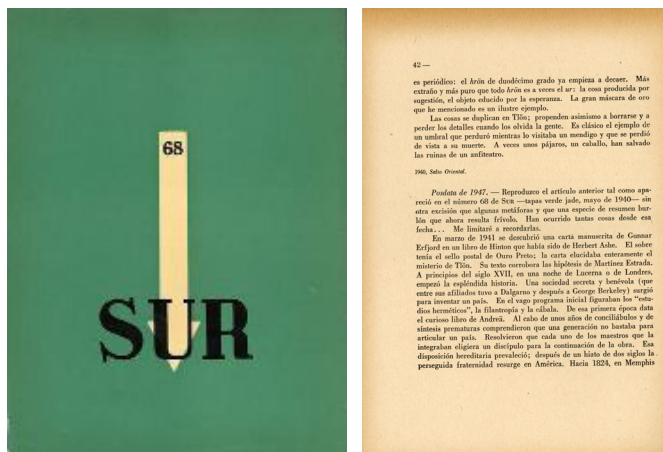 68
SUR
42 —
es periódico: el hrön de duodécimo grado ya empieza a decaer. Más
extraño y más puro que todo hrön es a veces el ur: la cosa producida por
sugestión, el objeto educido por la esperanza. La gran máscara de oro
que he mencionado es un ilustre ejemplo.
Las cosas se duplican en Tlön; propenden asimismo a borrarse y a
perder los detalles cuando los olvida la gente. Es clásico el ejemplo de
un umbral que perduró mientras lo visitaba un mendigo y que se perdió
de vista a su muerte. A veces unos pájaros, un caballo, han salvado
las ruinas de un anfiteatro.
1940, Salto Oriental.
Posdata de 1947. — Reproduzco el artículo anterior tal como apa-
reció en el número 68 de SUR —tapas verde jade, mayo de 1940— sin
otra excisión que algunas metáforas y que una especie de resumen bur-
lón que ahora resulta frívolo. Han ocurrido tantas cosas desde esa
fecha... Me limitaré a recordarlas.
En marzo de 1941 se descubrió una carta manuscrita de Gunnar
Erfjord en un libro de Hinton que había sido de Herbert Ashe. El sobre
tenía el sello postal de Ouro Preto; la carta elucidaba enteramente el
misterio de Tlön. Su texto corrobora las hipótesis de Martínez Estrada.
A principios del siglo XVII, en una noche de Lucerna o de Londres,
empezó la espléndida historia. Una sociedad secreta y benévola (que
entre sus afiliados tuvo a Dalgarno y después a George Berkeley) surgió
para inventar un país. En el vago programa inicial figuraban los "estu-
dios herméticos", la filantropía y la cábala. De esa primera época data
el curioso libro de Andreä. Al cabo de unos años de conciliábulos y de
síntesis prematuras comprendieron que una generación no bastaba para
articular un país. Resolvieron que cada uno de los maestros que la
integraban eligiera un discípulo para la continuación de la obra. Esa
disposición hereditaria prevaleció; después de un hiato de dos siglos la
perseguida fraternidad resurge en América. Hacia 1824, en Memphis